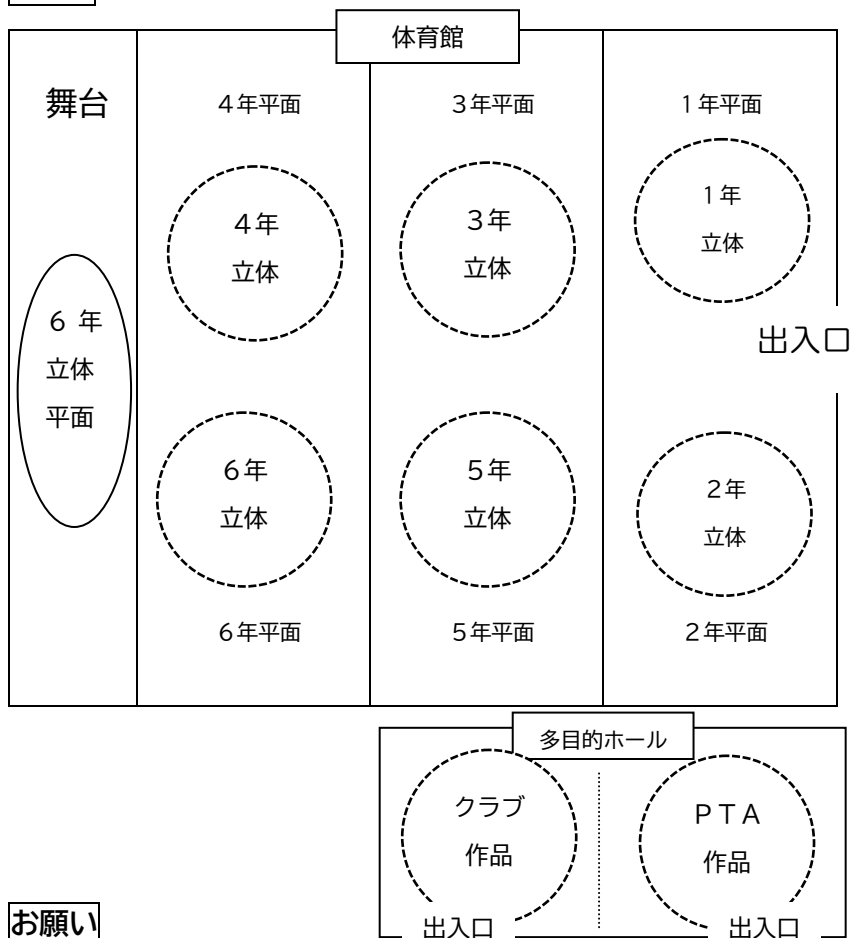 体育館
舞台
４年平面
３年平面
１年平面
４年
立体
３年
立体
１年
立体
６ 年
立体
平面
出入口
６年
立体
５年
立体
２年
立体
６年平面
５年平面
２年平面
多目的ホール
クラブ
作品
ＰＴＡ
作品
出入口
出入口
お願い